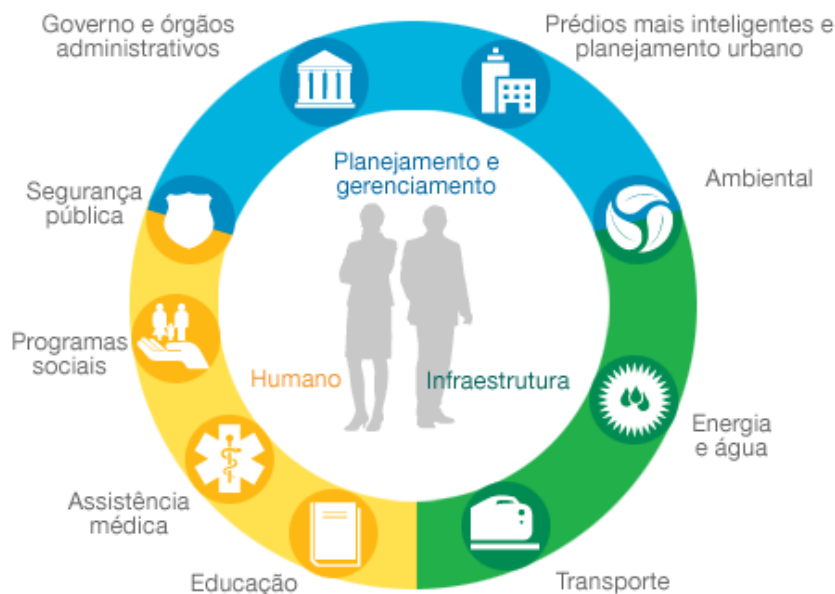 Governo e órgãos
administrativos
Prédios mais inteligentes e
planejamento urbano
Planejamento e
gerenciamento
Segurança
pública
Ambiental
Programas
sociais
Humano
Infraestrutura
Energia
e água
Assistência
médica
Educação
Transporte